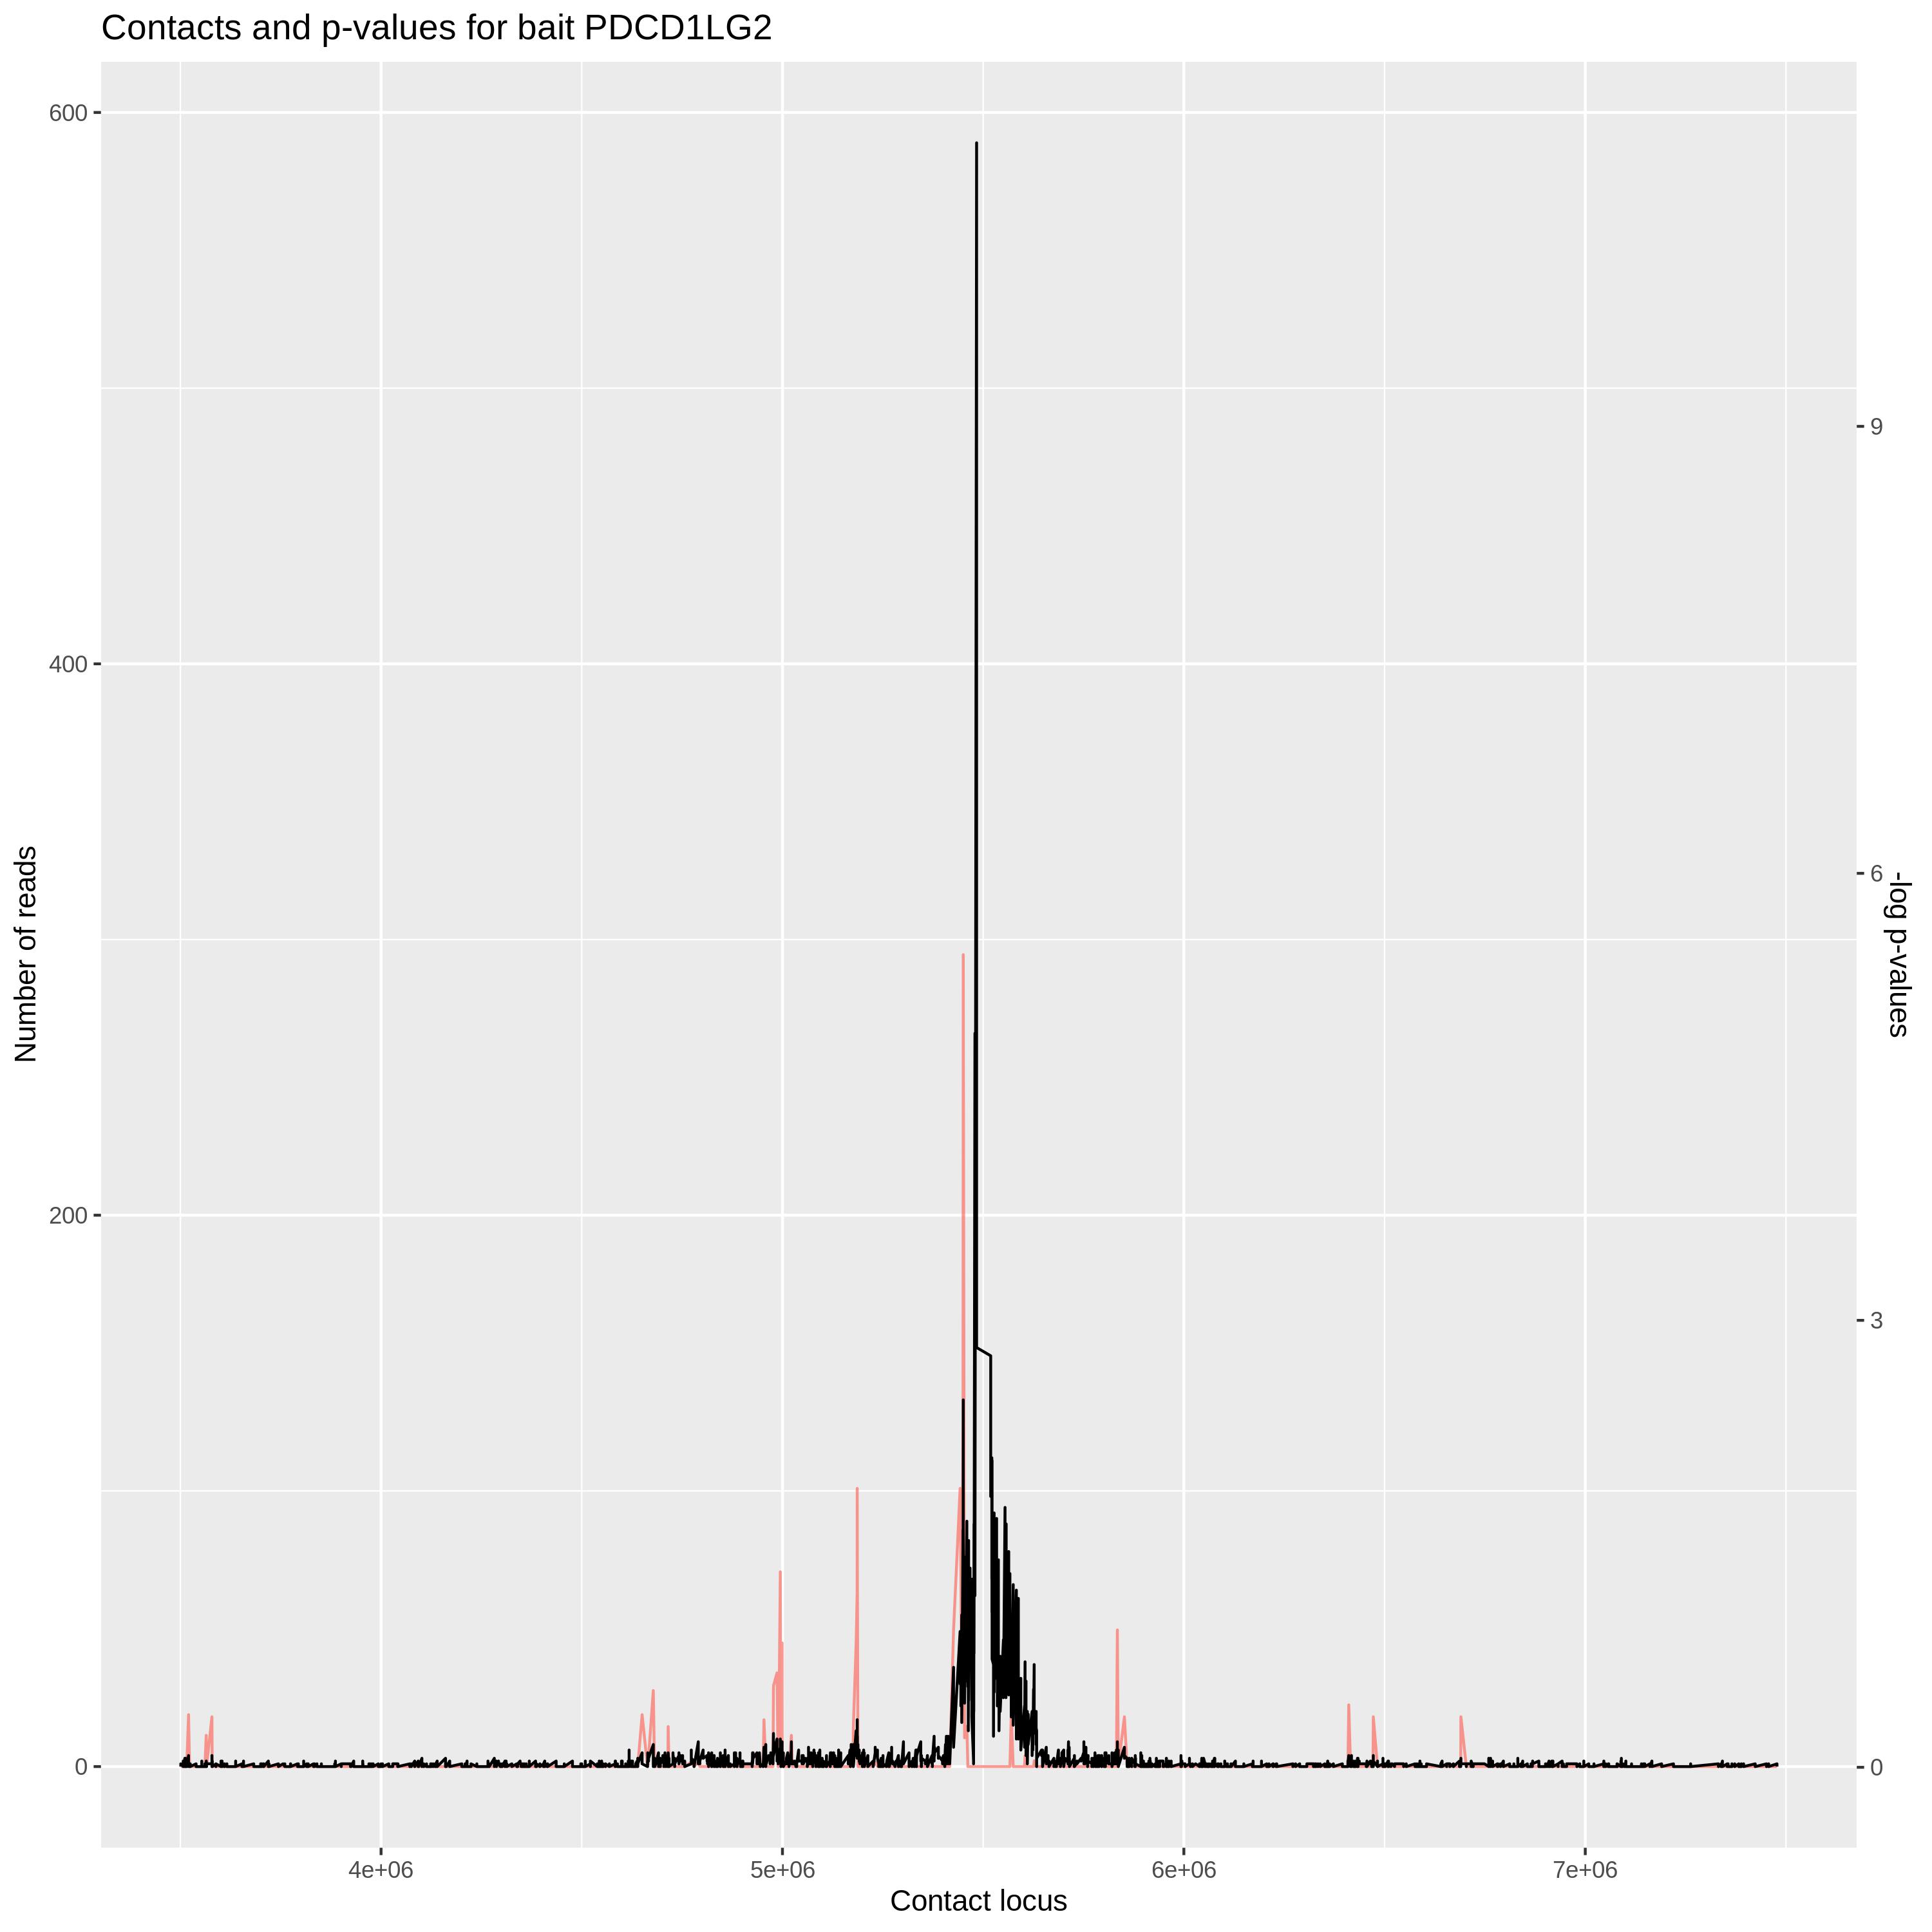 Contacts and p-values for bait PDCD1LG2
600
400
200
0
Number of reads
9
6
3
0
-log p-values
4e+06
5e+06
6e+06
7e+06
Contact locus